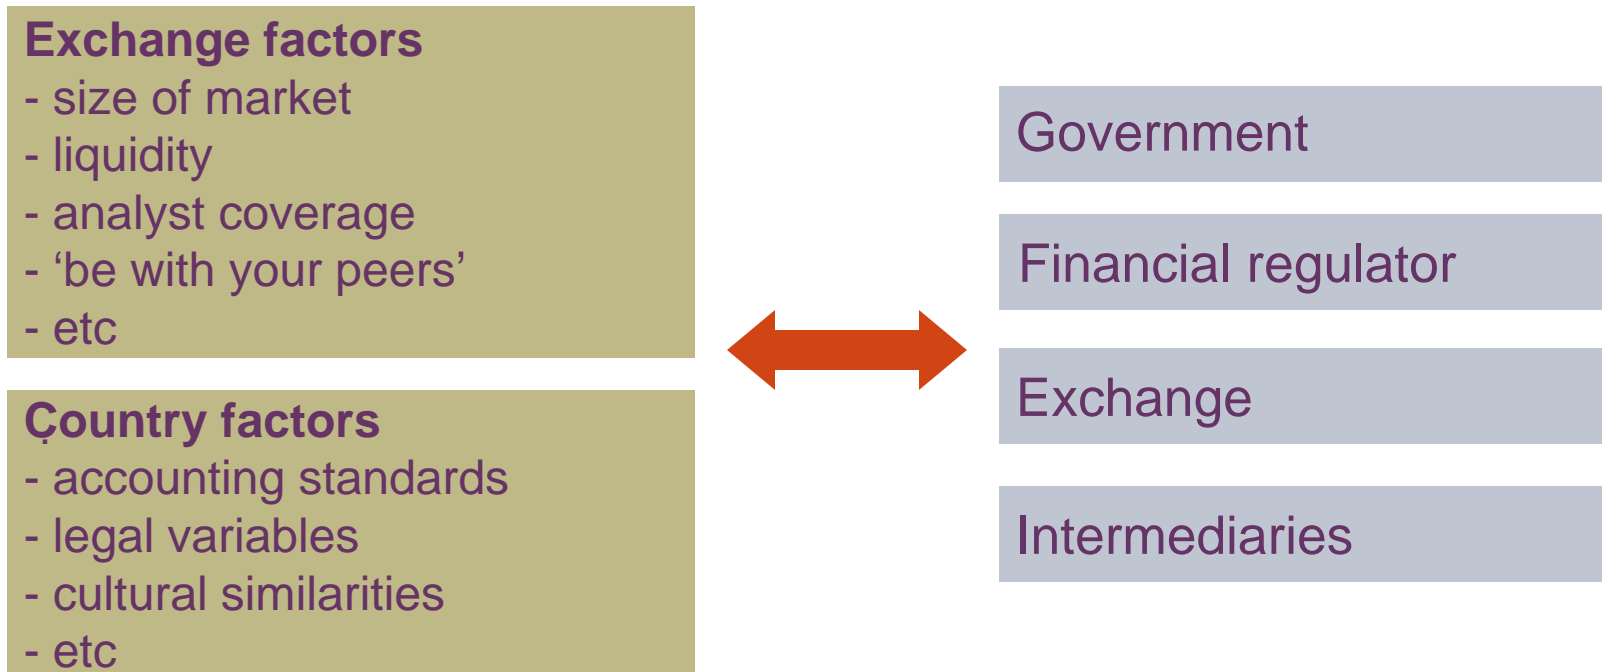 Exchange factors
- size of market
- liquidity
- analyst coverage
- ‘be with your peers’
- etc
Country factors
- accounting standards
- legal variables
- cultural similarities
- etc
Government
Financial regulator
Exchange
Intermediaries